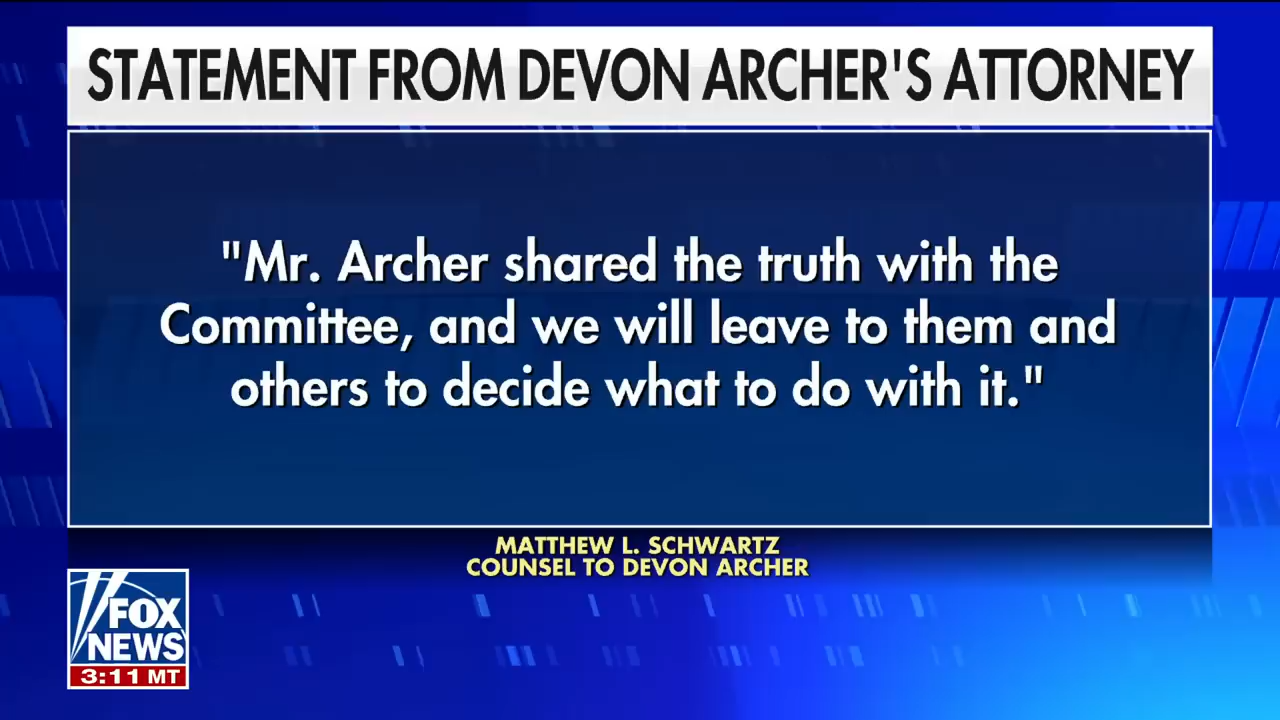 STATEMENT FROM DEVON ARCHER'S ATTORNEY
"Mr. Archer shared the truth with the
Committee, and we will leave to them and
others to decide what to do with it."
MATTHEW L. SCHWARTZ
COUNSEL TO DEVON ARCHER
FOX
NEWS
3:11 MT